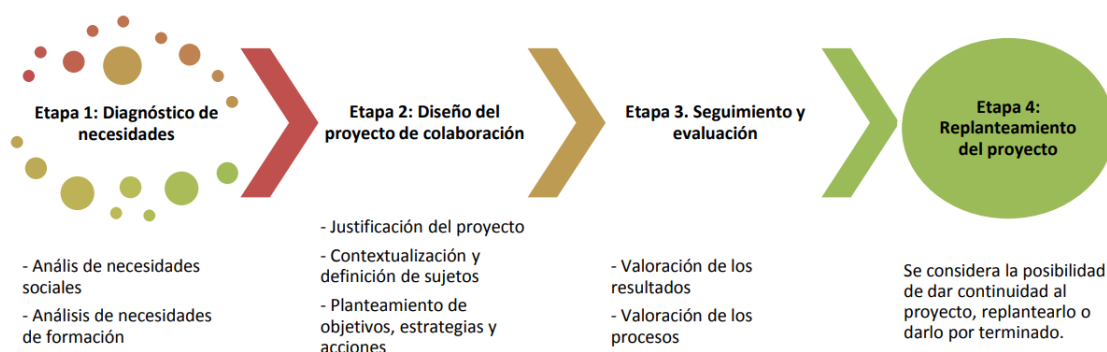 Etapa 1: Diagnóstico de
necesidades
Etapa 2: Diseño del
proyecto de colaboración
Etapa 3. Seguimiento y
evaluación
Etapa 4:
Replanteamiento
del proyecto
- Anális de necesidades
sociales
- Análisis de necesidades
de formación
- Justificación del proyecto
- Contextualización y
definición de sujetos
- Planteamiento de
objetivos, estrategias y
acciones
- Valoración de los
resultados
- Valoración de los
procesos
Se considera la posibilidad
de dar continuidad al
proyecto, replantearlo o
darlo por terminado.